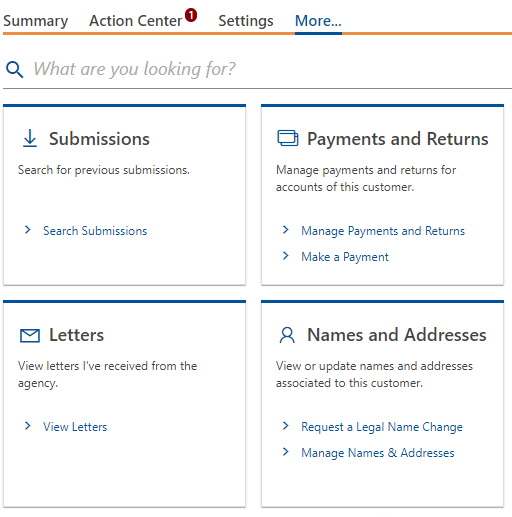 Summary Action Center 1 Settings More...
What are you looking for?
Submissions
Search for previous submissions.
Search Submissions
Payments and Returns
Manage payments and returns for
accounts of this customer.
Manage Payments and Returns
Make a Payment
Letters
View letters I've received from the
agency.
View Letters
Names and Addresses
View or update names and addresses
associated to this customer.
Request a Legal Name Change
Manage Names & Addresses